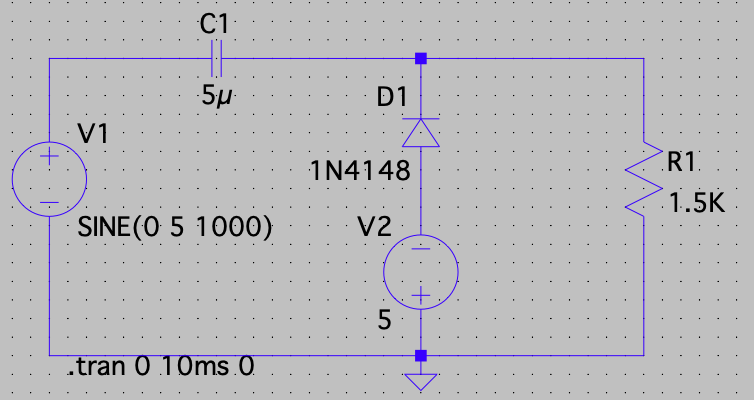 C1
5µ
D1
1N4148
V1
SINE(0 5 1000)
V2
5
R1
1.5K
.tran 0 10ms 0